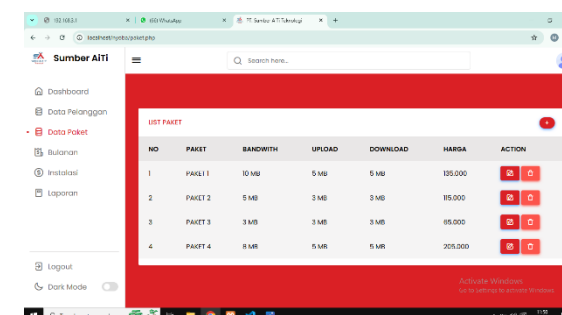 192.168.3.1
WhatsApp
PT. Sumber AiTi Teknologi
localhost/nyoba/paket.php
Sumber AiTi
Search here...
Dashboard
Data Pelanggan
Data Paket
Bulanan
Instalasi
Laporan
Logout
Dark Mode
LIST PAKET
NO PAKET BANDWITH UPLOAD DOWNLOAD HARGA ACTION
1 PAKET 1 10 MB 5 MB 5 MB 135.000
2 PAKET 2 5 MB 3 MB 3 MB 115.000
3 PAKET 3 3 MB 3 MB 3 MB 65.000
4 PAKET 4 8 MB 5 MB 5 MB 205.000
Activate Windows
Go to Settings to activate Windows.
11:51